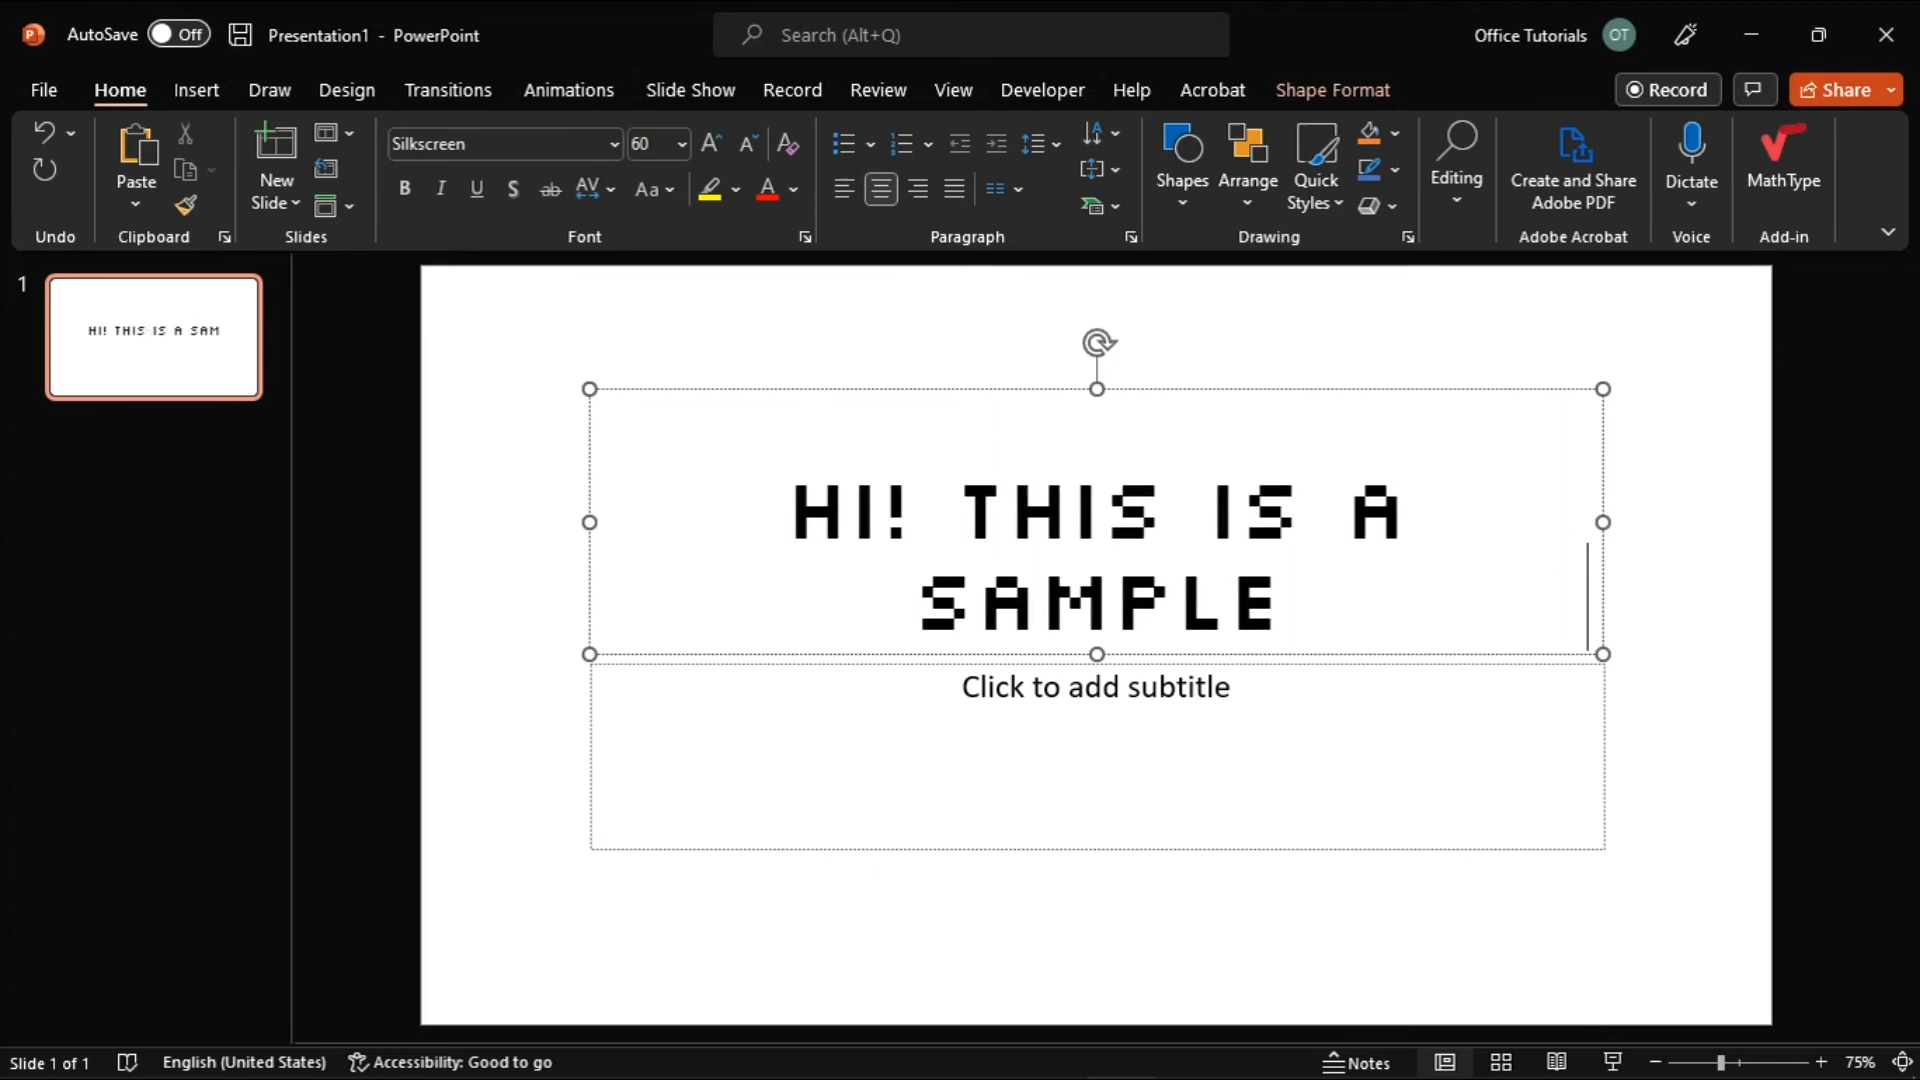 AutoSave Off Presentation1 - PowerPoint Search (Alt+Q) Office Tutorials OT
File Home Insert Draw Design Transitions Animations Slide Show Record Review View Developer Help Acrobat Shape Format Record Share
Silkscreen 60
Paste New Slide Shapes Arrange Quick Styles Editing Create and Share Adobe PDF Dictate MathType
Undo Clipboard Slides Font Paragraph Drawing Adobe Acrobat Voice Add-in
1
HI! THIS IS A SAM
HI! THIS IS A
SAMPLE
Click to add subtitle
Slide 1 of 1 English (United States) Accessibility: Good to go Notes 75%